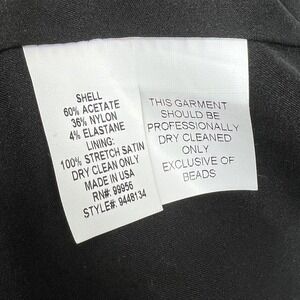 SHELL
60% ACETATE
36% NYLON
4% ELASTANE
LINING:
100% STRETCH SATIN
DRY CLEAN ONLY
MADE IN USA
RN#: 99956
STYLE#: 9448134
THIS GARMENT
SHOULD BE
PROFESSIONALLY
DRY CLEANED
ONLY
EXCLUSIVE OF
BEADS